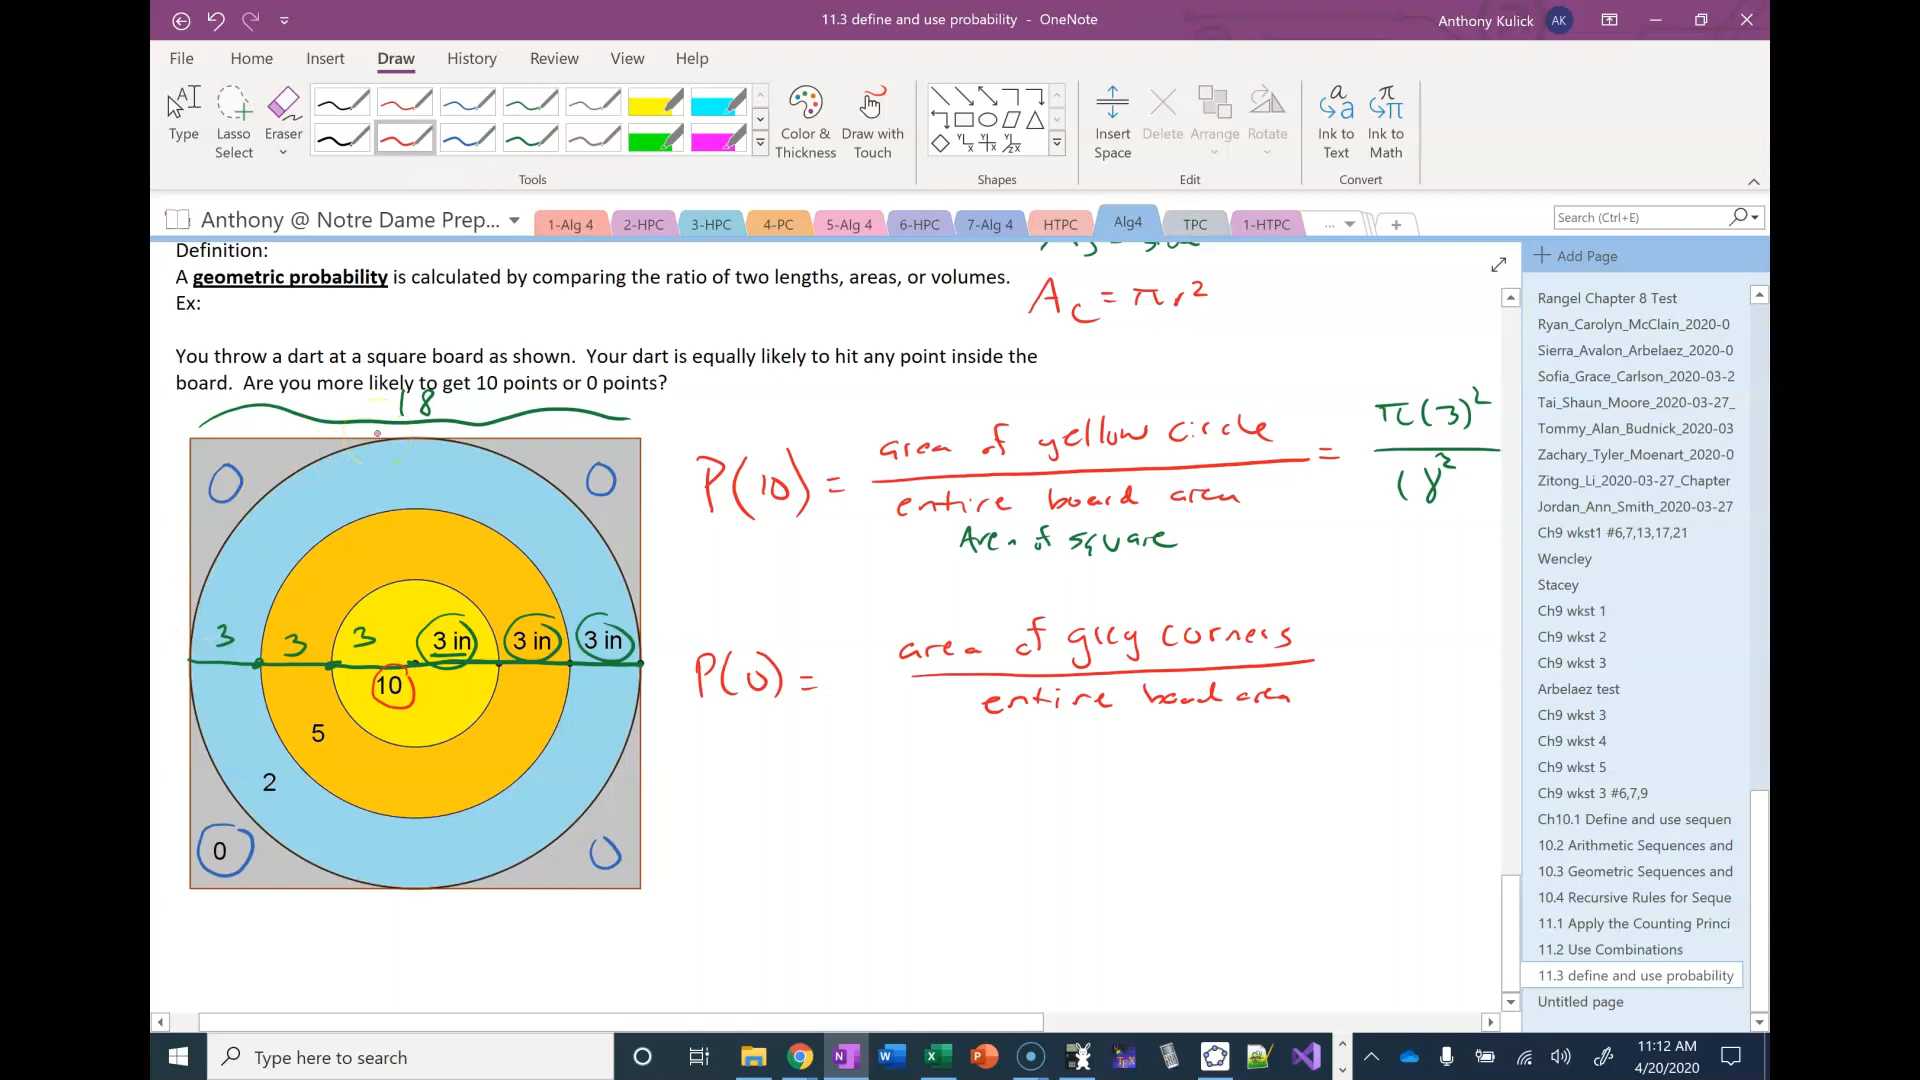 11.3 define and use probability - OneNote
Anthony Kulick AK
File Home Insert Draw History Review View Help
Type
Lasso Select
Eraser
Color & Thickness
Draw with Touch
Insert Space
Delete
Arrange
Rotate
Ink to Text
Ink to Math
Tools Shapes Edit Convert
Anthony @ Notre Dame Prep...
1-Alg 4 2-HPC 3-HPC 4-PC 5-Alg 4 6-HPC 7-Alg 4 HTPC Alg4 TPC 1-HTPC ...
Search (Ctrl+E)
Definition:
A geometric probability is calculated by comparing the ratio of two lengths, areas, or volumes.
Ex:
A_c = πr²
You throw a dart at a square board as shown. Your dart is equally likely to hit any point inside the
board. Are you more likely to get 10 points or 0 points?
18
0 0
3 3 3 3 in 3 in 3 in
10
5
2
0 0
P(10) = area of yellow circle / entire board area = π(3)² / 18²
Area of square
P(0) = area of grey corners / entire board area
Add Page
Rangel Chapter 8 Test
Ryan_Carolyn_McClain_2020-0
Sierra_Avalon_Arbelaez_2020-0
Sofia_Grace_Carlson_2020-03-2
Tai_Shaun_Moore_2020-03-27_
Tommy_Alan_Budnick_2020-03
Zachary_Tyler_Moenart_2020-0
Zitong_Li_2020-03-27_Chapter
Jordan_Ann_Smith_2020-03-27
Ch9 wkst1 #6,7,13,17,21
Wencley
Stacey
Ch9 wkst 1
Ch9 wkst 2
Ch9 wkst 3
Arbelaez test
Ch9 wkst 3
Ch9 wkst 4
Ch9 wkst 5
Ch9 wkst 3 #6,7,9
Ch10.1 Define and use sequen
10.2 Arithmetic Sequences and
10.3 Geometric Sequences and
10.4 Recursive Rules for Seque
11.1 Apply the Counting Princi
11.2 Use Combinations
11.3 define and use probability
Untitled page
Type here to search
11:12 AM
4/20/2020